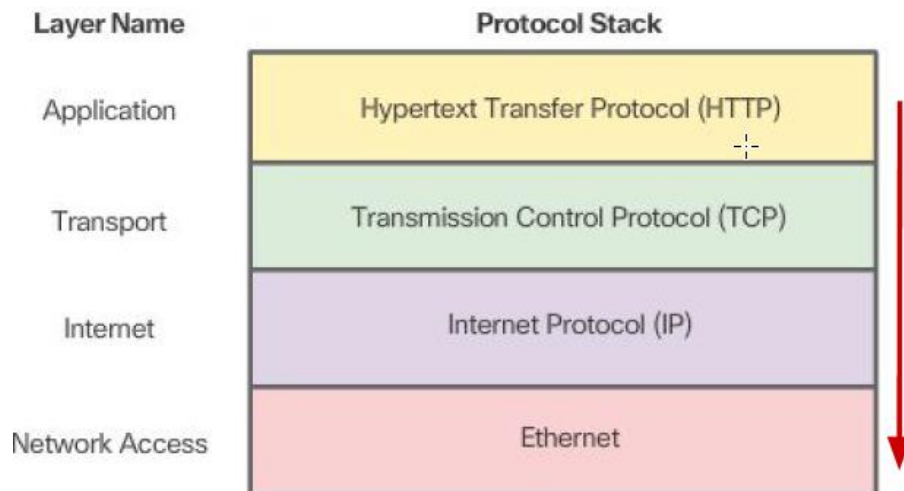 Layer Name Protocol Stack
Application Hypertext Transfer Protocol (HTTP)
Transport Transmission Control Protocol (TCP)
Internet Internet Protocol (IP)
Network Access Ethernet